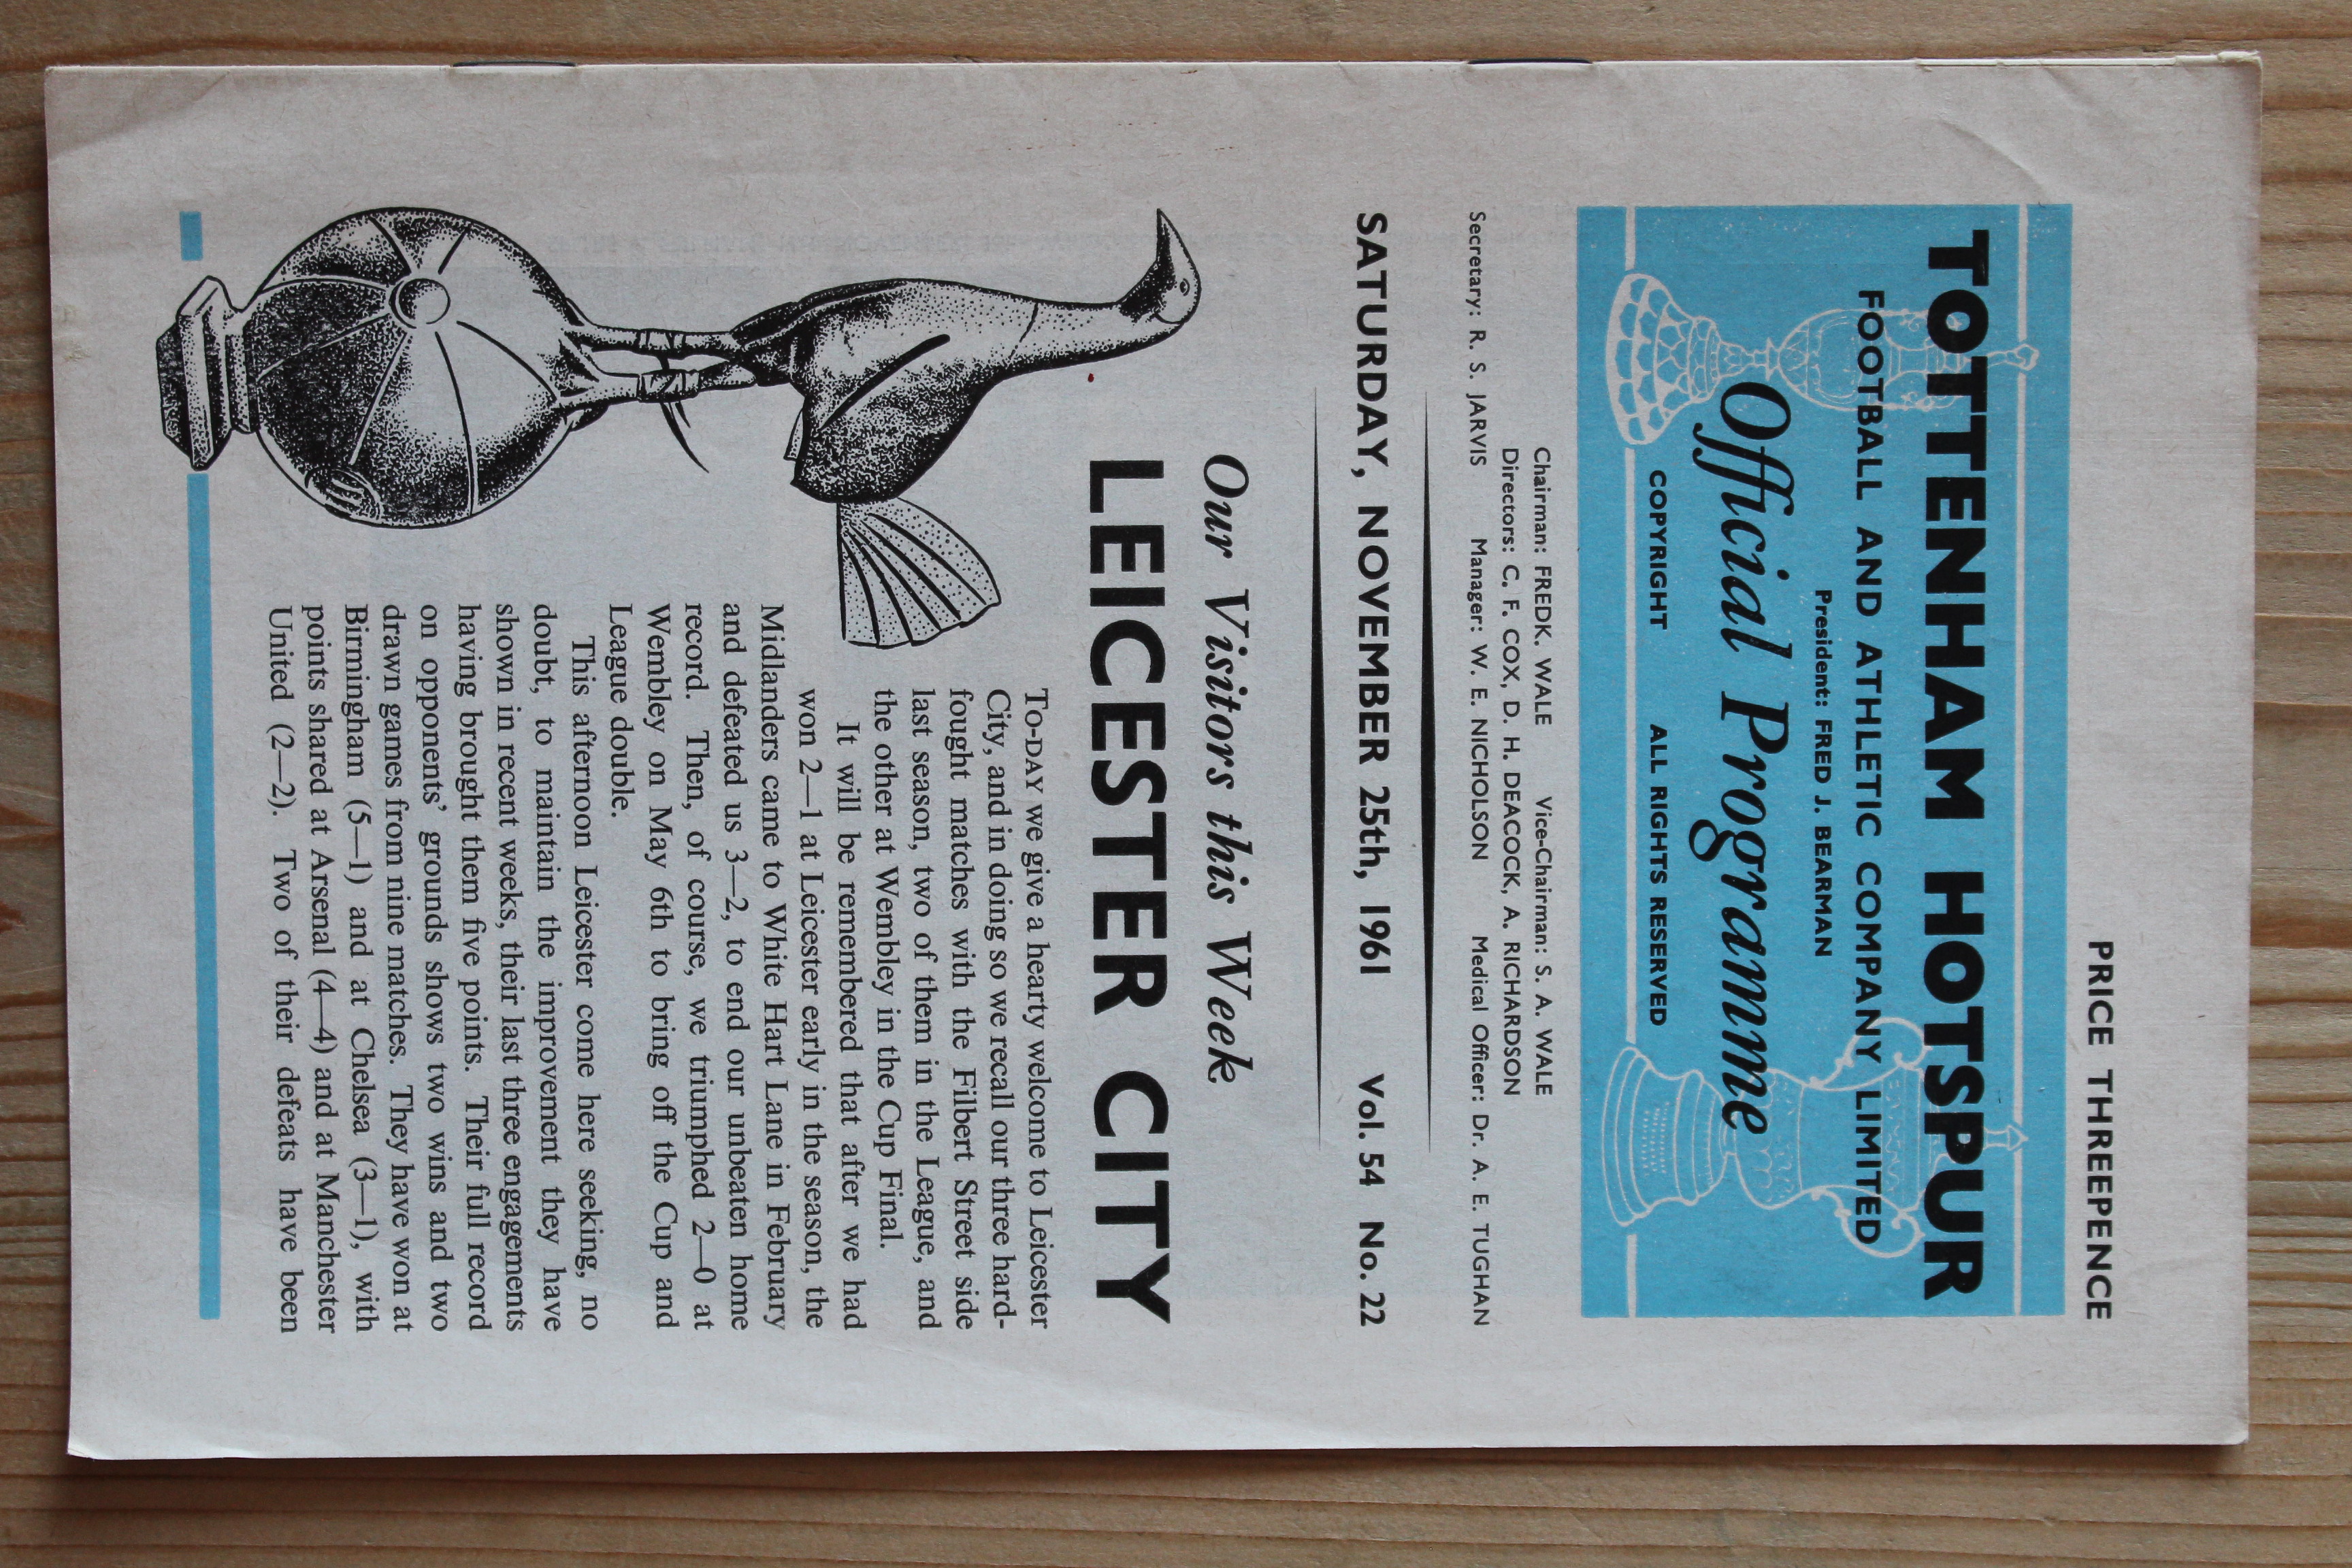 PRICE THREEPENCE
TOTTENHAM HOTSPUR
FOOTBALL AND ATHLETIC COMPANY LIMITED
President: FRED J. BEARMAN
Official Programme
COPYRIGHT ALL RIGHTS RESERVED
Chairman: FREDK. WALE Vice-Chairman: S. A. WALE
Directors: C. F. COX, D. H. DEACOCK, A. RICHARDSON
Secretary: R. S. JARVIS Manager: W. E. NICHOLSON Medical Officer: Dr. A. E. TUGHAN
SATURDAY, NOVEMBER 25th, 1961 Vol. 54 No. 22
Our Visitors this Week
LEICESTER CITY
TO-DAY we give a hearty welcome to Leicester
City, and in doing so we recall our three hard-
fought matches with the Filbert Street side
last season, two of them in the League, and
the other at Wembley in the Cup Final.
It will be remembered that after we had
won 2—1 at Leicester early in the season, the
Midlanders came to White Hart Lane in February
and defeated us 3—2, to end our unbeaten home
record. Then, of course, we triumphed 2—0 at
Wembley on May 6th to bring off the Cup and
League double.
This afternoon Leicester come here seeking, no
doubt, to maintain the improvement they have
shown in recent weeks, their last three engagements
having brought them five points. Their full record
on opponents' grounds shows two wins and two
drawn games from nine matches. They have won at
Birmingham (5—1) and at Chelsea (3—1), with
points shared at Arsenal (4—4) and at Manchester
United (2—2). Two of their defeats have been